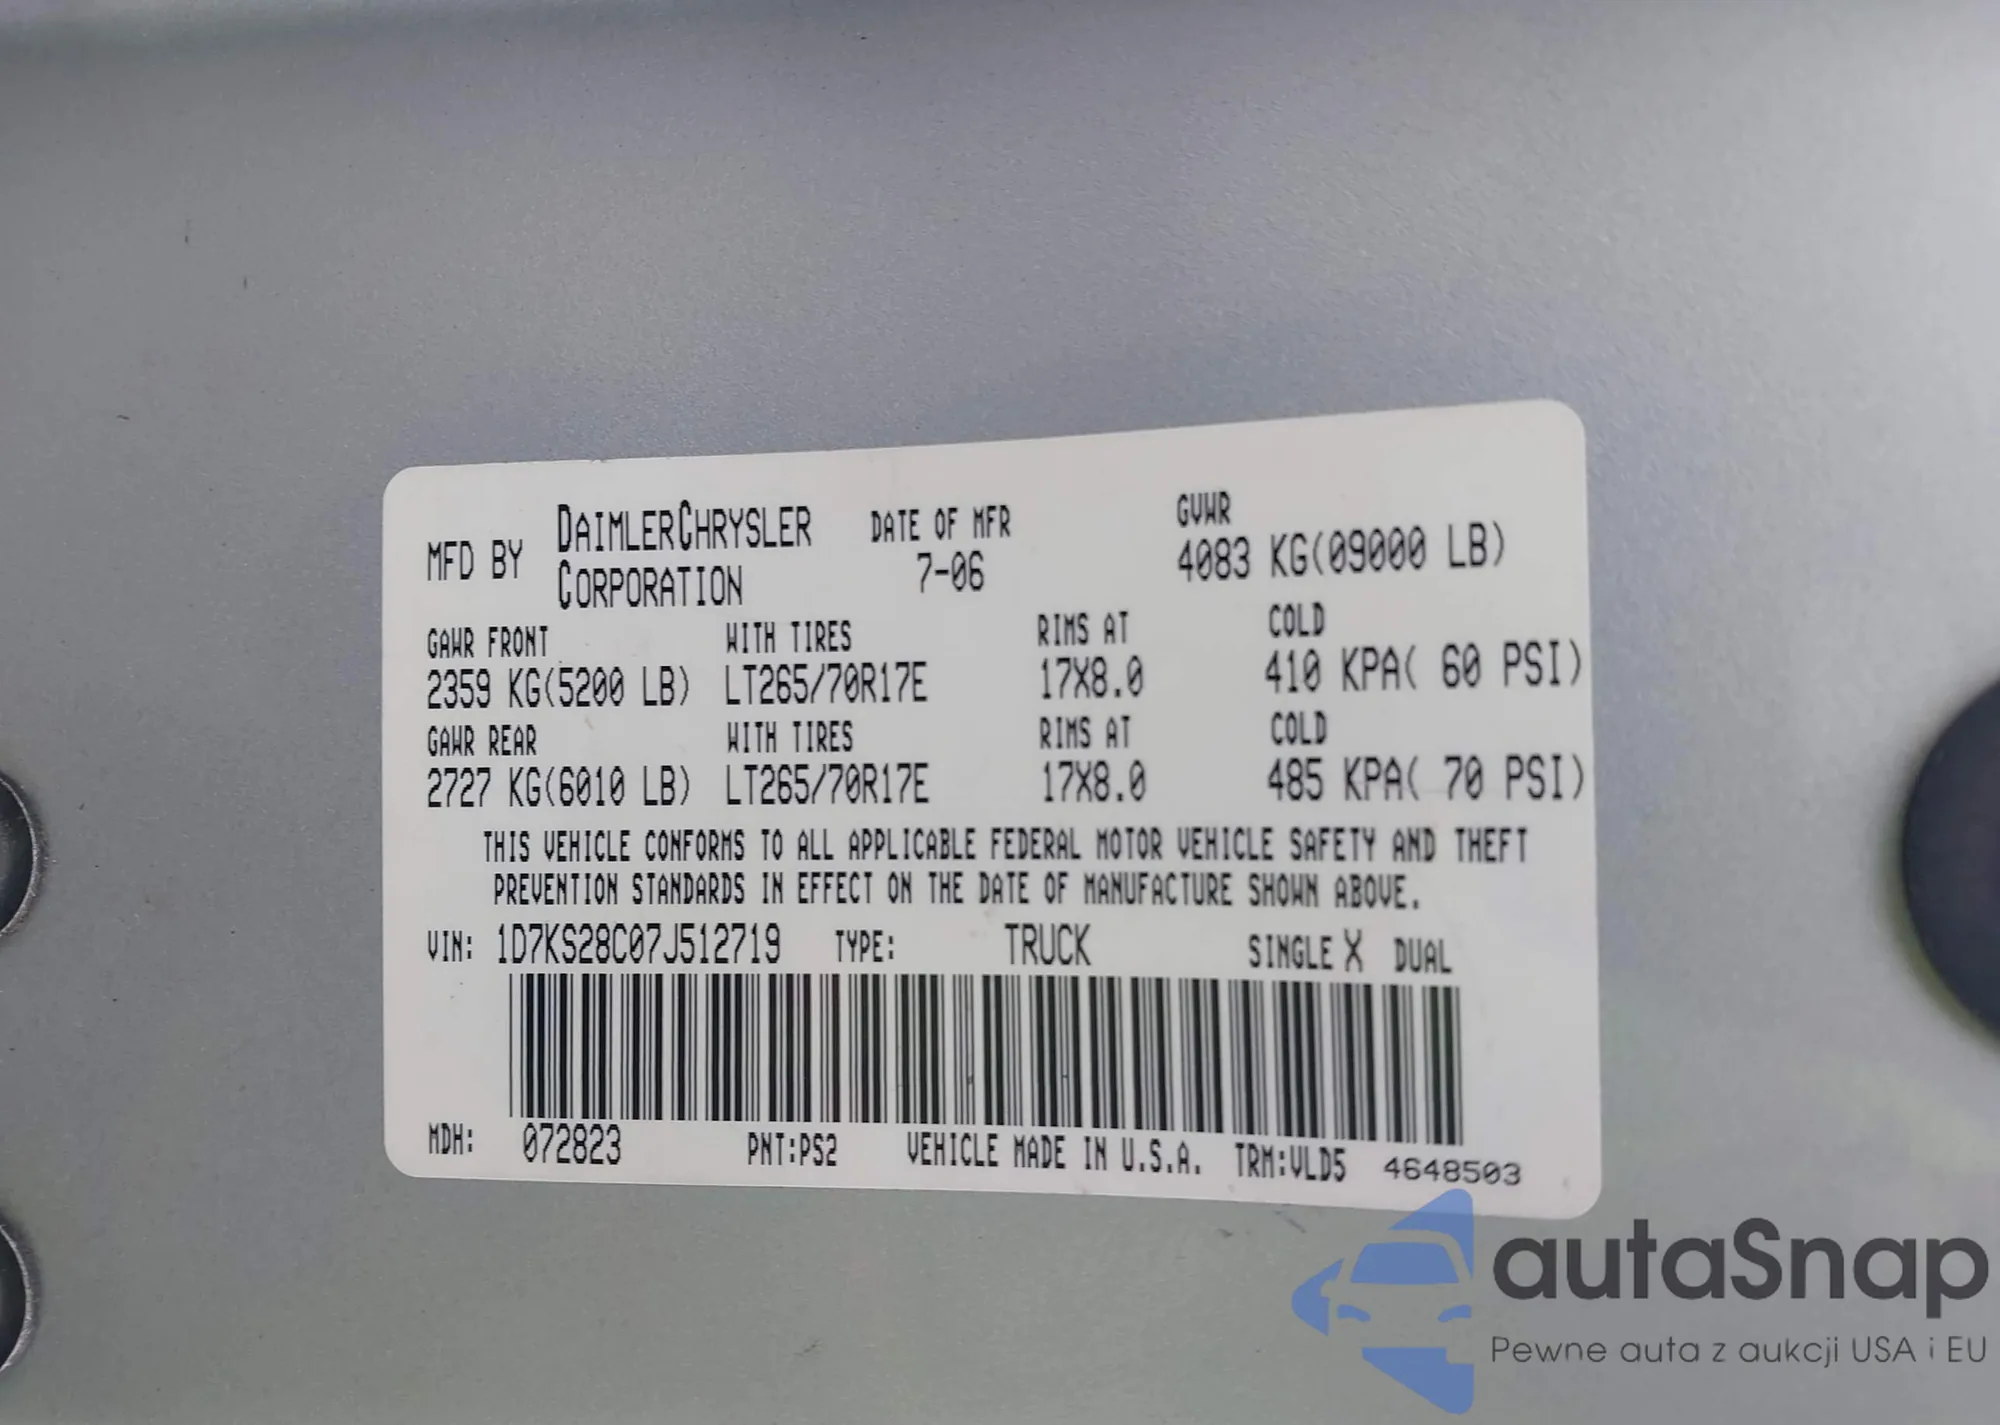 MFD BY DAIMLERCHRYSLER CORPORATION DATE OF MFR 7-06 GVWR 4083 KG(09000 LB)
GAWR FRONT WITH TIRES RIMS AT COLD
2359 KG(5200 LB) LT265/70R17E 17X8.0 410 KPA( 60 PSI)
GAWR REAR WITH TIRES RIMS AT COLD
2727 KG(6010 LB) LT265/70R17E 17X8.0 485 KPA( 70 PSI)
THIS VEHICLE CONFORMS TO ALL APPLICABLE FEDERAL MOTOR VEHICLE SAFETY AND THEFT
PREVENTION STANDARDS IN EFFECT ON THE DATE OF MANUFACTURE SHOWN ABOVE.
VIN: 1D7KS28C07J512719 TYPE: TRUCK SINGLE X DUAL
MDH: 072823 PNT:PS2 VEHICLE MADE IN U.S.A. TRM:VLD5 4648503
autaSnap
Pewne auta z aukcji USA i EU